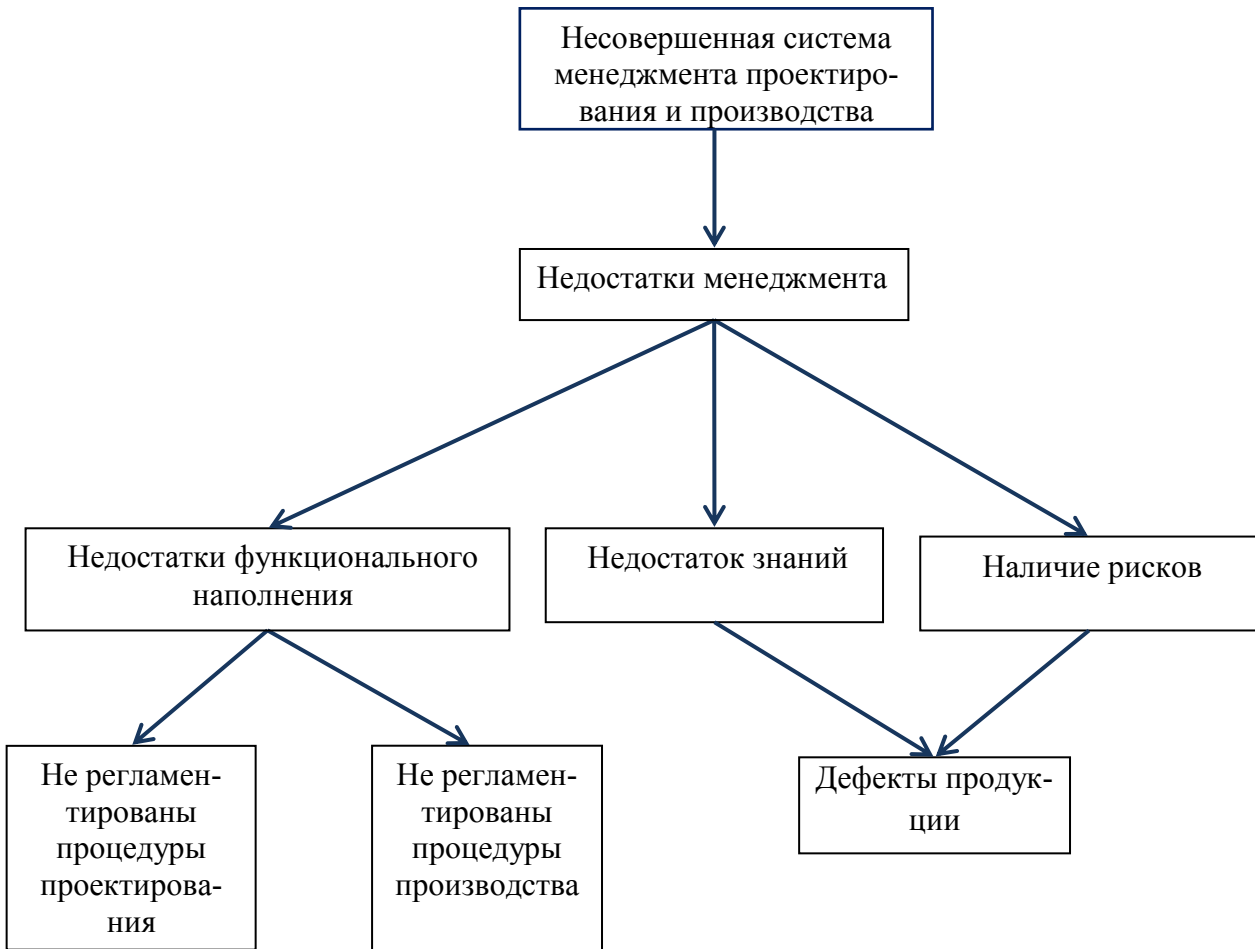 Несовершенная система
менеджмента проектиро-
вания и производства
Недостатки менеджмента
Недостатки функционального
наполнения
Недостаток знаний
Наличие рисков
Не регламен-
тированы
процедуры
проектирова-
ния
Не регламен-
тированы
процедуры
производства
Дефекты продук-
ции